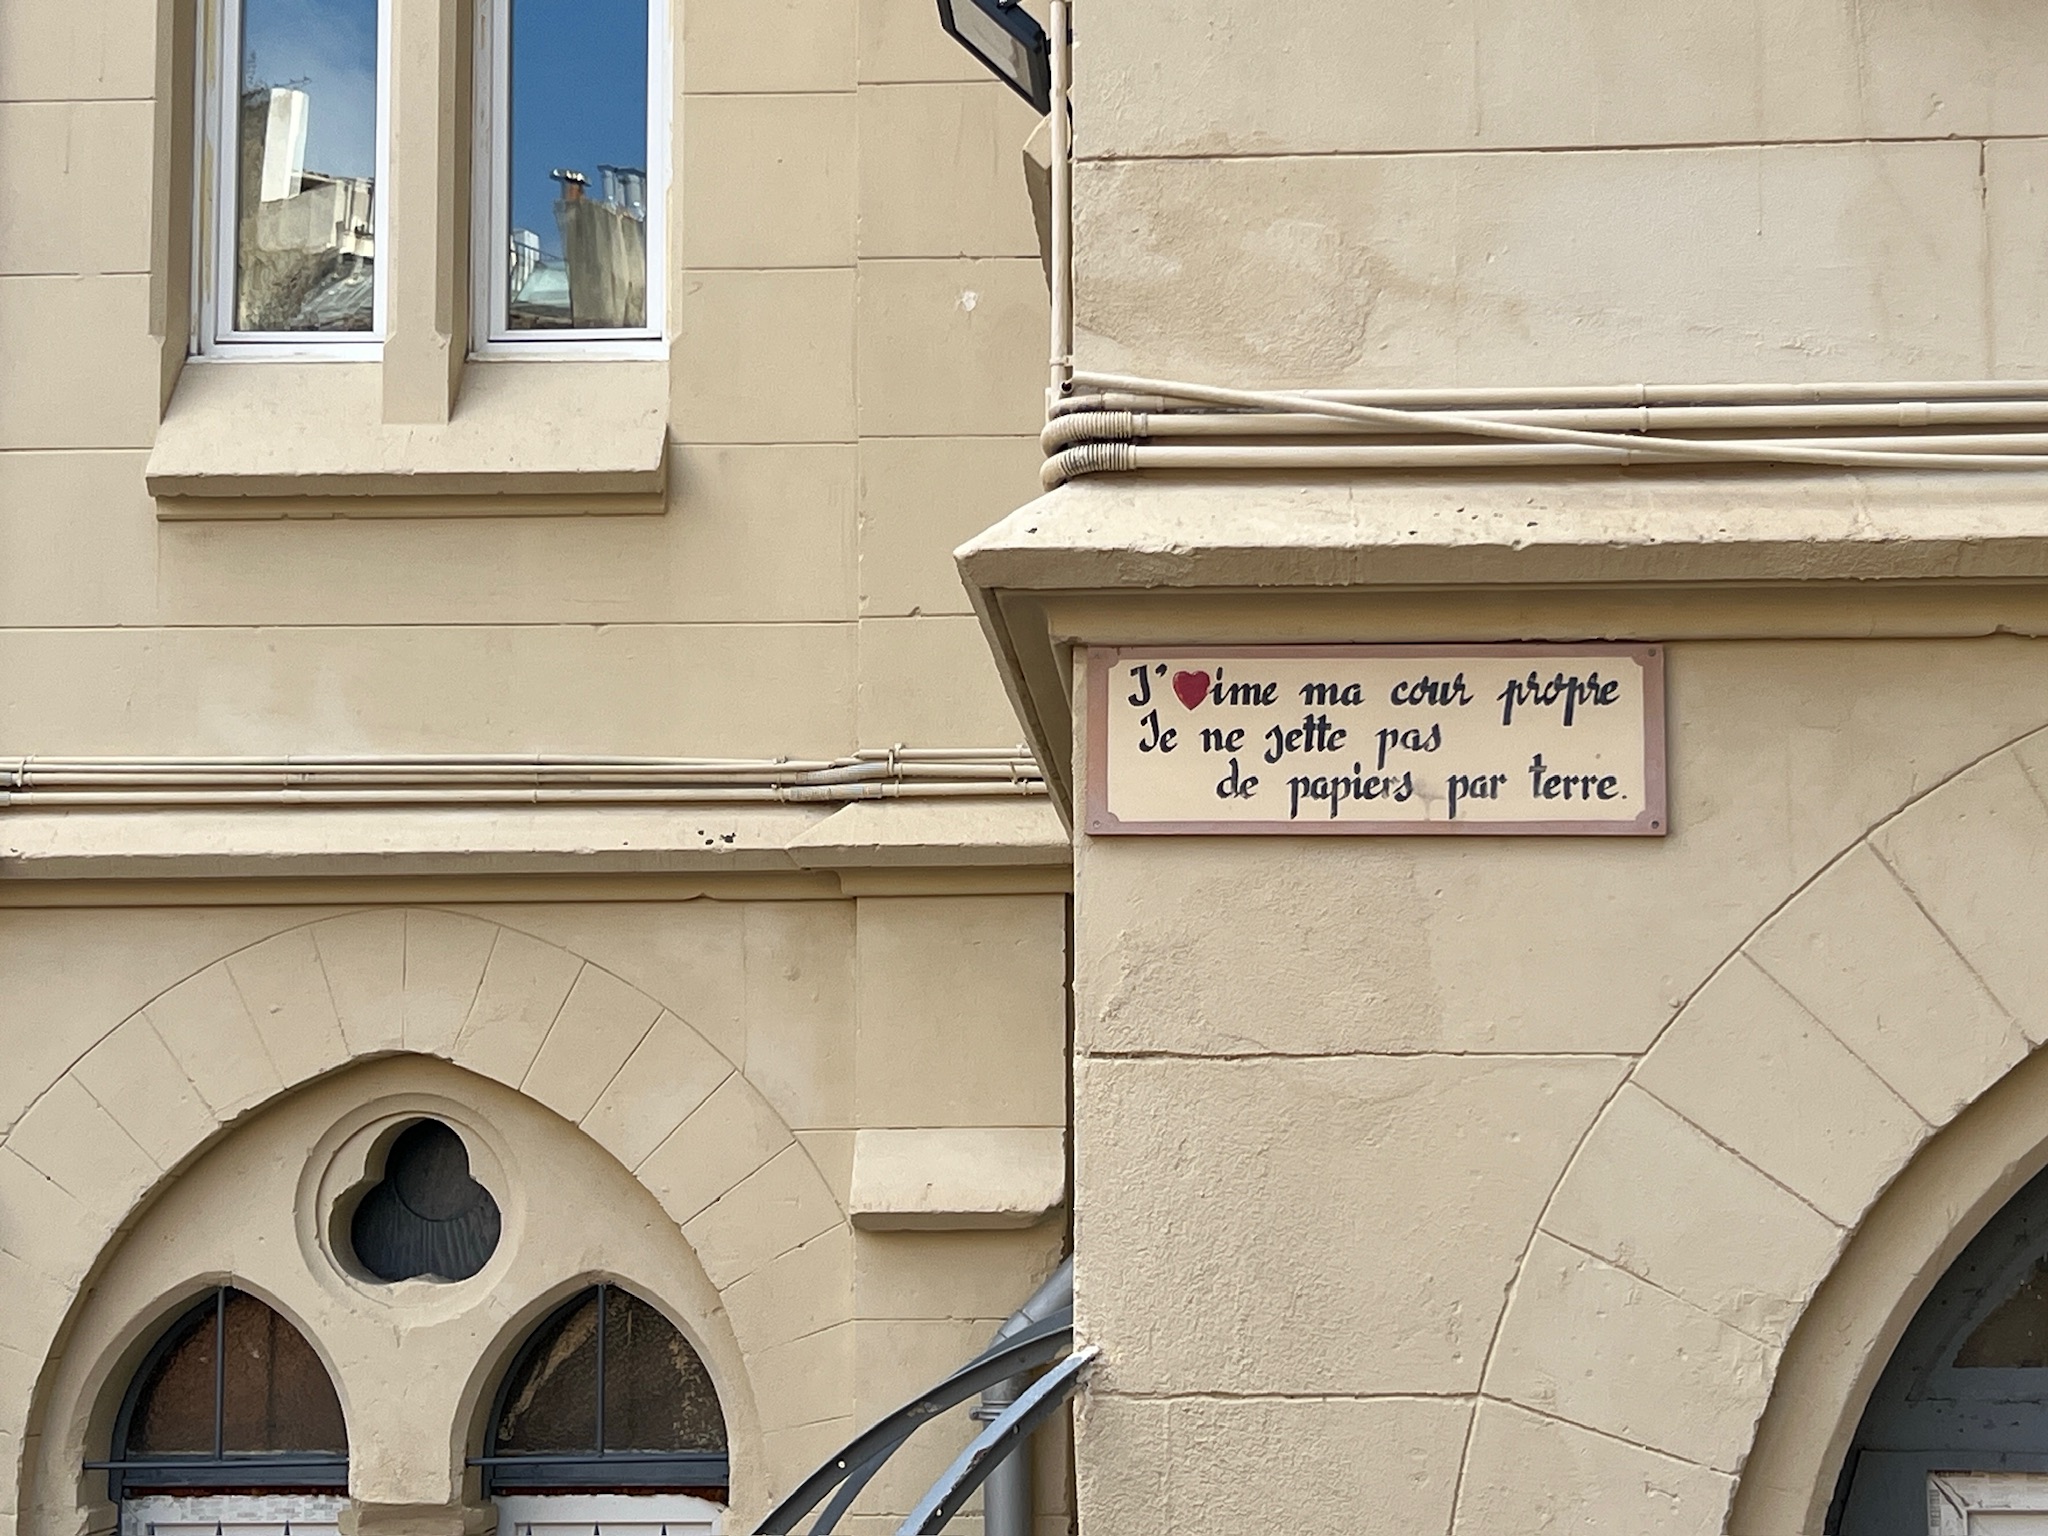 J'❤ime ma cour propre
Je ne jette pas
de papiers par terre.